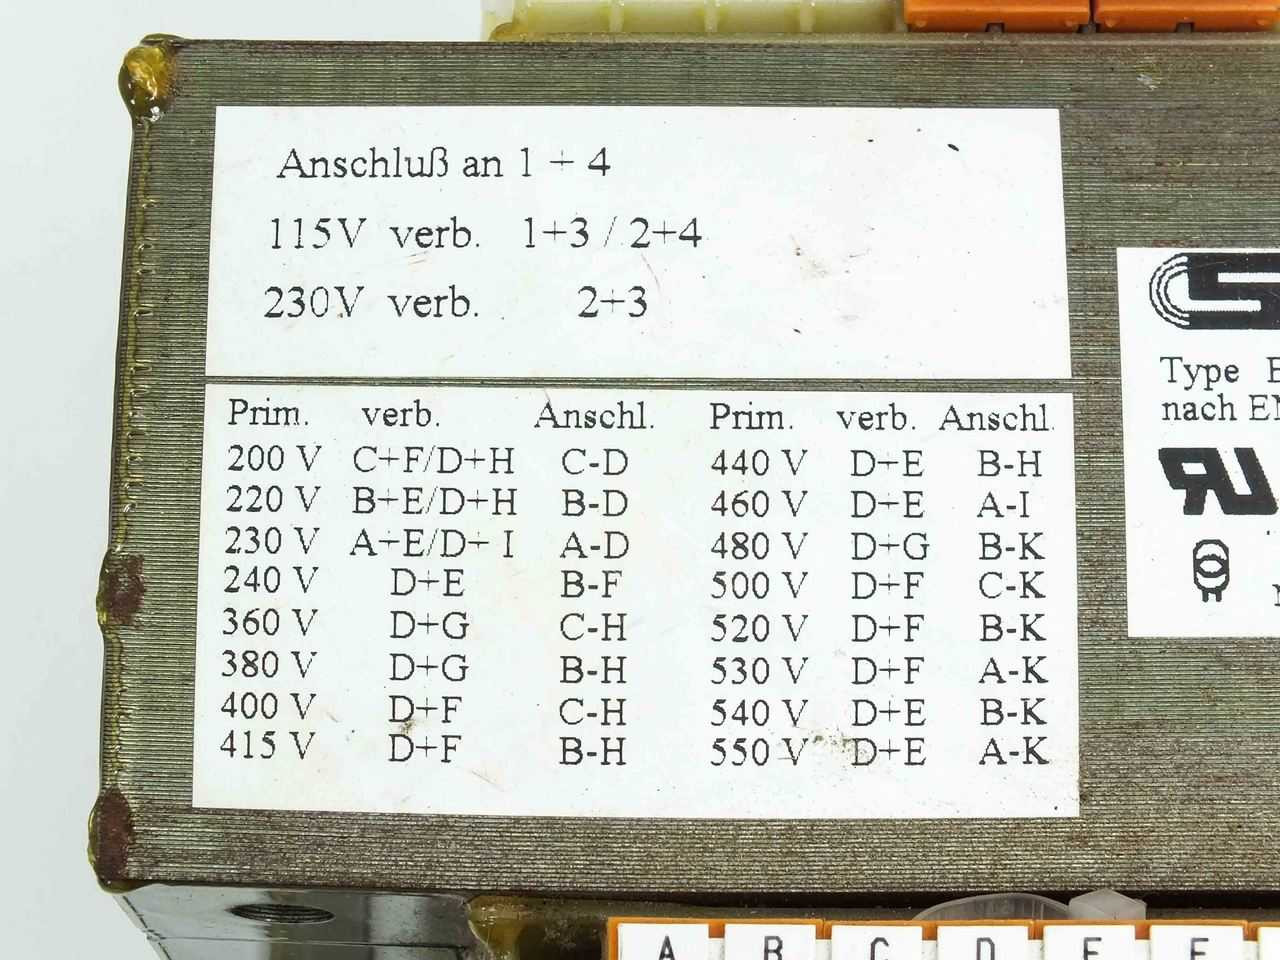 Anschluß an 1 + 4
115V verb. 1+3 / 2+4
230V verb. 2+3
Prim. verb. Anschl. Prim. verb. Anschl.
200 V C+F/D+H C-D 440 V D+E B-H
220 V B+E/D+H B-D 460 V D+E A-I
230 V A+E/D+ I A-D 480 V D+G B-K
240 V D+E B-F 500 V D+F C-K
360 V D+G C-H 520 V D+F B-K
380 V D+G B-H 530 V D+F A-K
400 V D+F C-H 540 V D+E B-K
415 V D+F B-H 550 V D+E A-K
Type
nach
A B C D E F